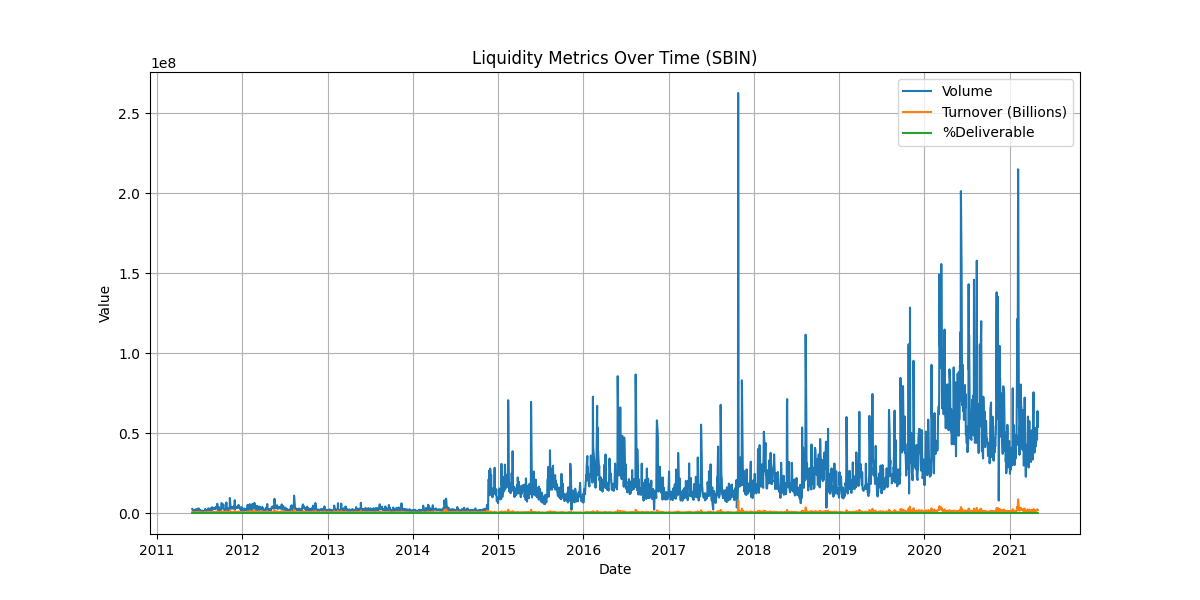 Liquidity Metrics Over Time (SBIN)
1e8
Volume
Turnover (Billions)
%Deliverable
2.5
2.0
1.5
1.0
0.5
0.0
Value
2011 2012 2013 2014 2015 2016 2017 2018 2019 2020 2021
Date